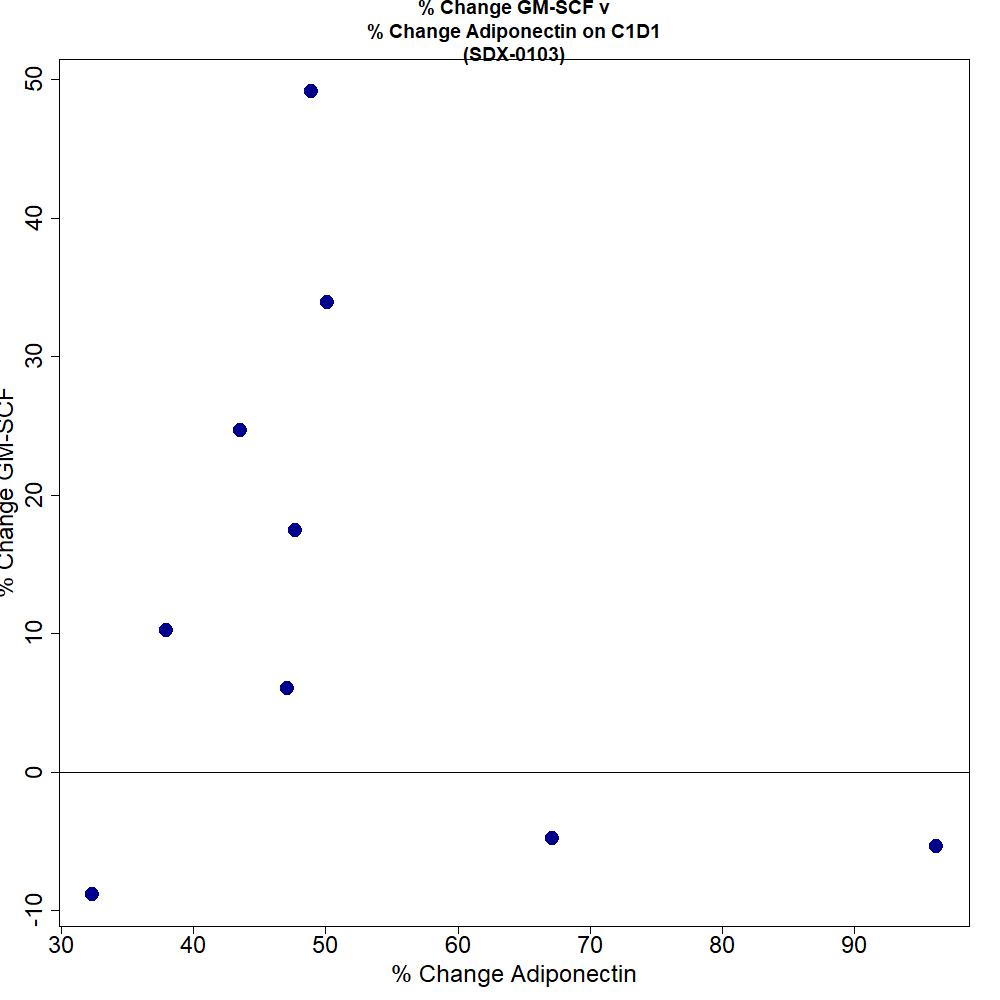 % Change GM-SCF v
% Change Adiponectin on C1D1
(SDX-0103)
% Change GM-SCF
50
40
30
20
10
0
-10
30 40 50 60 70 80 90
% Change Adiponectin